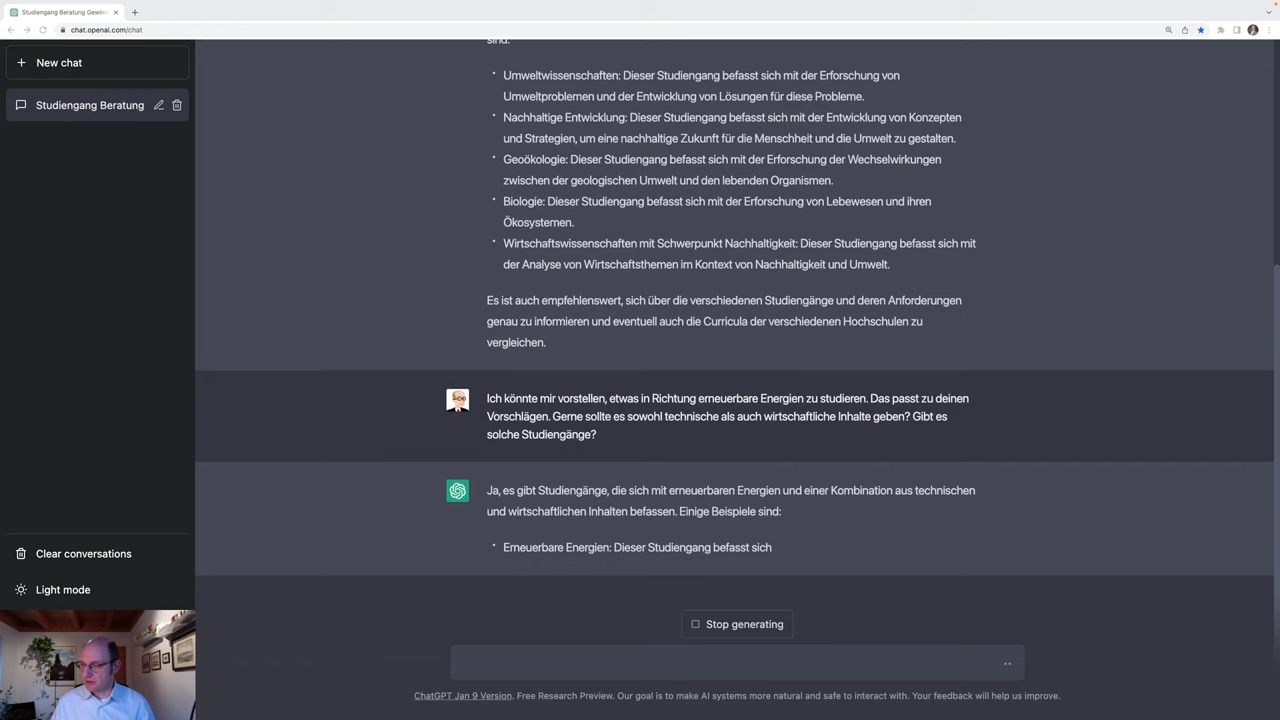 Studiengang Beratung Gewinn
chat.openai.com/chat
New chat
Studiengang Beratung
sind.
Umweltwissenschaften: Dieser Studiengang befasst sich mit der Erforschung von
Umweltproblemen und der Entwicklung von Lösungen für diese Probleme.
Nachhaltige Entwicklung: Dieser Studiengang befasst sich mit der Entwicklung von Konzepten
und Strategien, um eine nachhaltige Zukunft für die Menschheit und die Umwelt zu gestalten.
Geoökologie: Dieser Studiengang befasst sich mit der Erforschung der Wechselwirkungen
zwischen der geologischen Umwelt und den lebenden Organismen.
Biologie: Dieser Studiengang befasst sich mit der Erforschung von Lebewesen und ihren
Ökosystemen.
Wirtschaftswissenschaften mit Schwerpunkt Nachhaltigkeit: Dieser Studiengang befasst sich mit
der Analyse von Wirtschaftsthemen im Kontext von Nachhaltigkeit und Umwelt.
Es ist auch empfehlenswert, sich über die verschiedenen Studiengänge und deren Anforderungen
genau zu informieren und eventuell auch die Curricula der verschiedenen Hochschulen zu
vergleichen.
Ich könnte mir vorstellen, etwas in Richtung erneuerbare Energien zu studieren. Das passt zu deinen
Vorschlägen. Gerne sollte es sowohl technische als auch wirtschaftliche Inhalte geben? Gibt es
solche Studiengänge?
Ja, es gibt Studiengänge, die sich mit erneuerbaren Energien und einer Kombination aus technischen
und wirtschaftlichen Inhalten befassen. Einige Beispiele sind:
Erneuerbare Energien: Dieser Studiengang befasst sich
Clear conversations
Light mode
Stop generating
ChatGPT Jan 9 Version. Free Research Preview. Our goal is to make AI systems more natural and safe to interact with. Your feedback will help us improve.